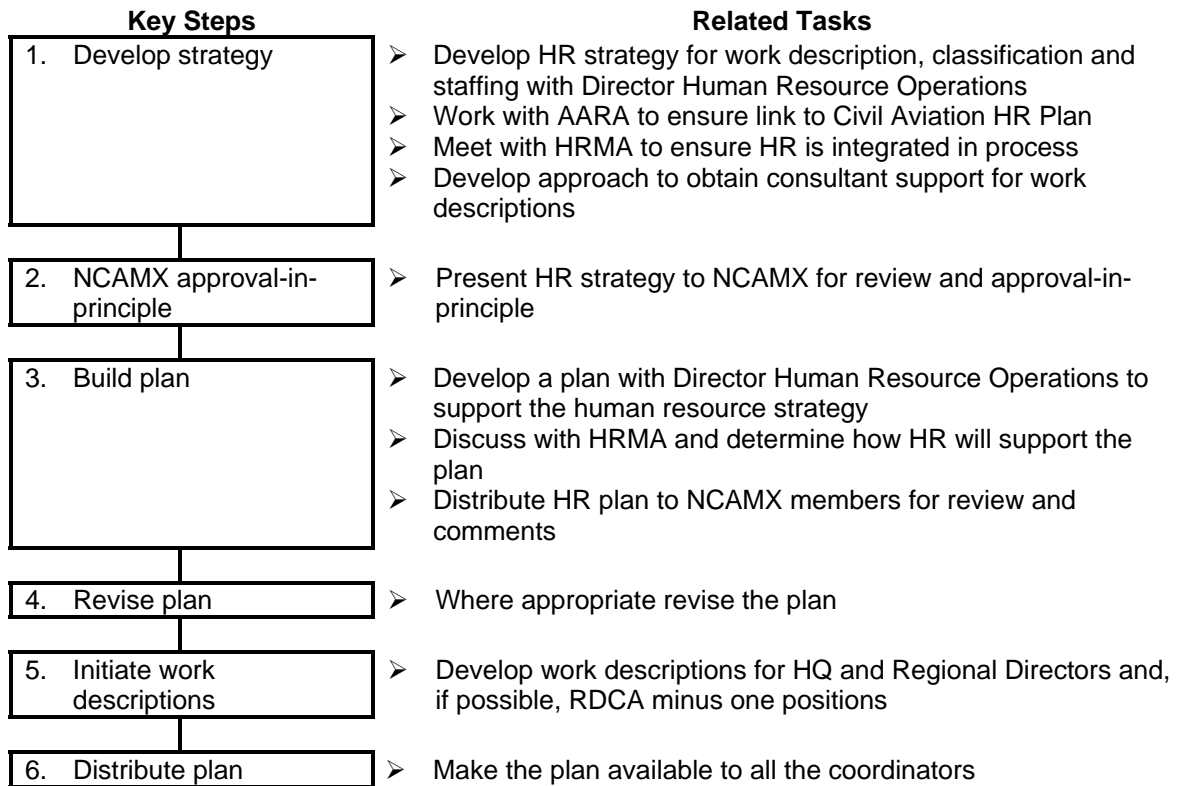 Key Steps Related Tasks
1. Develop strategy
➢ Develop HR strategy for work description, classification and
staffing with Director Human Resource Operations
➢ Work with AARA to ensure link to Civil Aviation HR Plan
➢ Meet with HRMA to ensure HR is integrated in process
➢ Develop approach to obtain consultant support for work
descriptions
2. NCAMX approval-in-
principle
➢ Present HR strategy to NCAMX for review and approval-in-
principle
3. Build plan
➢ Develop a plan with Director Human Resource Operations to
support the human resource strategy
➢ Discuss with HRMA and determine how HR will support the
plan
➢ Distribute HR plan to NCAMX members for review and
comments
4. Revise plan
➢ Where appropriate revise the plan
5. Initiate work
descriptions
➢ Develop work descriptions for HQ and Regional Directors and,
if possible, RDCA minus one positions
6. Distribute plan
➢ Make the plan available to all the coordinators